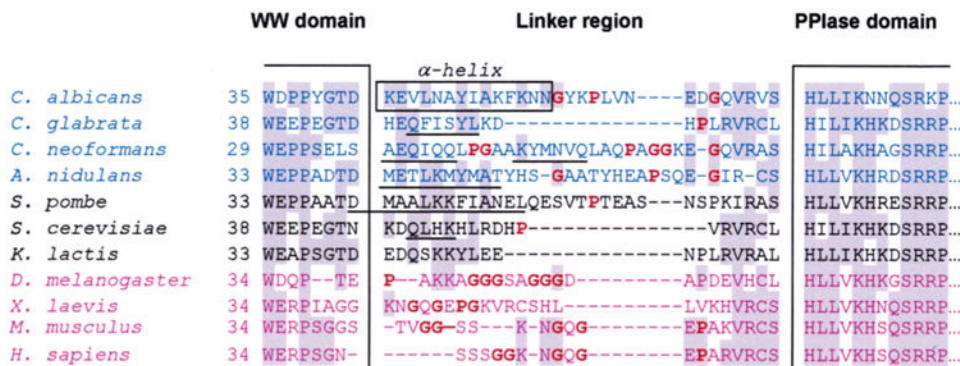 WW domain Linker region PPIase domain
α-helix
C. albicans 35 WDPPYGTD KEVLNAYIAKFKNNGYKPLVN----EDGQVRVS HLLIKNNQSRKP...
C. glabrata 38 WEEPEGTD HEQFISYLKD---------------HPLRVRCD HILIKHKDSRRP...
C. neoformans 29 WEPPSELS AEQIQQLPGAAKYMNVQLAQPAGGKE-GQVRAS HILAKHAGSRRP...
A. nidulans 33 WEPPADTD METLKMYMATYHS-GAATYHEAPSQE-GIR-CS HLLVKHRDSRRP...
S. pombe 33 WEPPAATD MAALKKFIANELQESVTPTEAS---NSPKIRAS HLLVKHRESRRP...
S. cerevisiae 38 WEEPEGTN KDQLHKHLRDHP---------------VRVRCL HILIKHKDSRRP...
K. lactis 33 WEAPSGTD EDQSKKYLEE--------------NPLRVRAL HILIKHKDSRRP...
D. melanogaster 34 WDQP--TE P--AKKAGGGSAGGGD---------APDEVHCL HLLVKHKGSRRP...
X. laevis 34 WERPIAGG KNGQGEPGKVRCSHL----------LVKHVRCS HLLVKHSQSRRP...
M. musculus 34 WERPSGGS -TVGG-SS---K-NGQG---------EPAKVRCS HLLVKHSQSRRP...
H. sapiens 34 WERPSGN- ------SSSGGK-NGQG---------EPARVRCS HLLVKHSQSRRP...